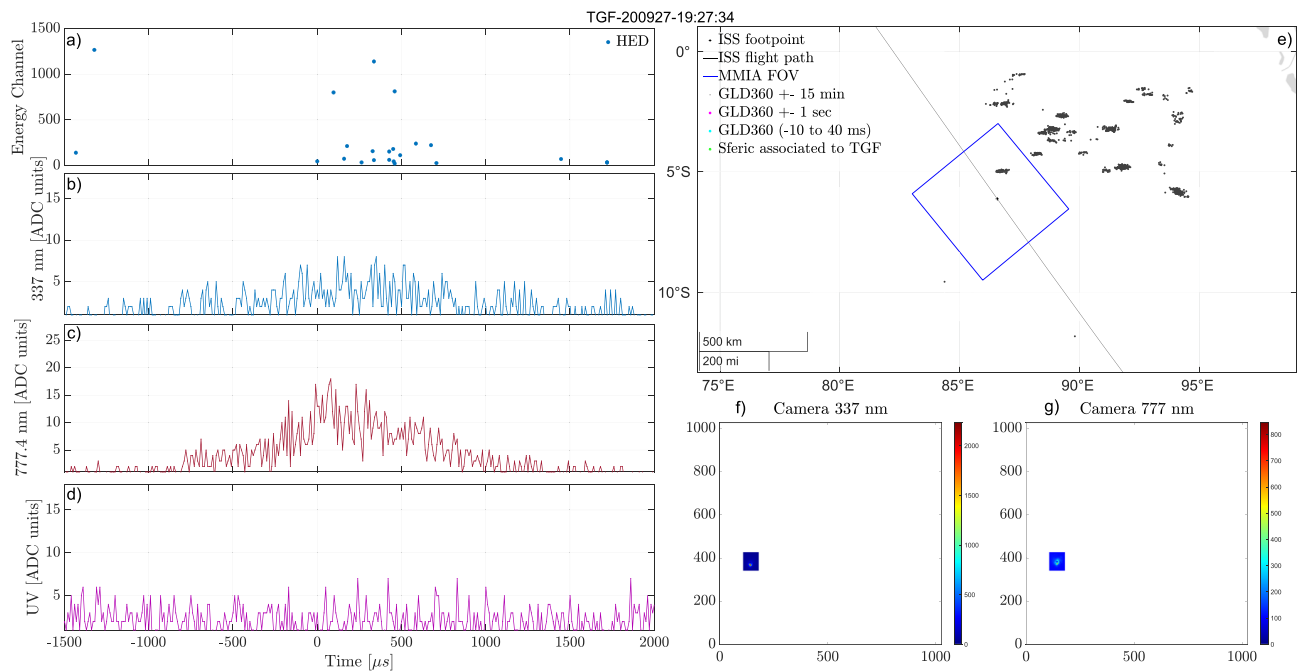 TGF-200927-19:27:34
a)
HED
Energy Channel
1500
1000
500
0
b)
337 nm [ADC units]
15
10
5
c)
777.4 nm [ADC units]
25
20
15
10
5
d)
UV [ADC units]
15
10
5
-1500 -1000 -500 0 500 1000 1500 2000
Time [μs]
e)
ISS footpoint
ISS flight path
MMIA FOV
GLD360 +- 15 min
GLD360 +- 1 sec
GLD360 (-10 to 40 ms)
Sferic associated to TGF
0°
5°S
10°S
500 km
200 mi
75°E 80°E 85°E 90°E 95°E
f) Camera 337 nm
1000
800
600
400
200
0
0 500 1000
2000
1500
1000
500
0
g) Camera 777 nm
1000
800
600
400
200
0
0 500 1000
800
700
600
500
400
300
200
100
0